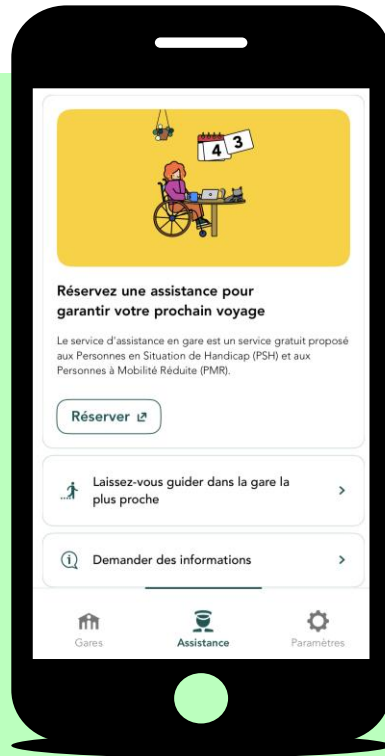 4 3
Réservez une assistance pour
garantir votre prochain voyage
Le service d'assistance en gare est un service gratuit proposé
aux Personnes en Situation de Handicap (PSH) et aux
Personnes à Mobilité Réduite (PMR).
Réserver
Laissez-vous guider dans la gare la
plus proche
Demander des informations
Gares Assistance Paramètres